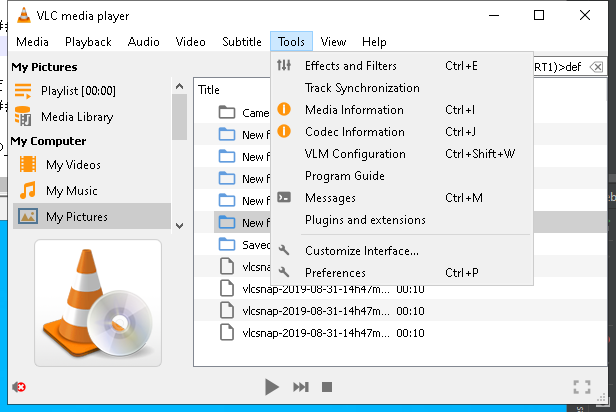 VLC media player
Media Playback Audio Video Subtitle Tools View Help
My Pictures
Playlist [00:00]
Media Library
My Computer
My Videos
My Music
My Pictures
Title
RT1)>def
Came
New f
New f
New f
New f
New f
Saved
vlcsnap-2019-08-31-14h47m... 00:10
vlcsnap-2019-08-31-14h47m... 00:10
vlcsnap-2019-08-31-14h47m... 00:10
Effects and Filters Ctrl+E
Track Synchronization
Media Information Ctrl+I
Codec Information Ctrl+J
VLM Configuration Ctrl+Shift+W
Program Guide
Messages Ctrl+M
Plugins and extensions
Customize Interface...
Preferences Ctrl+P